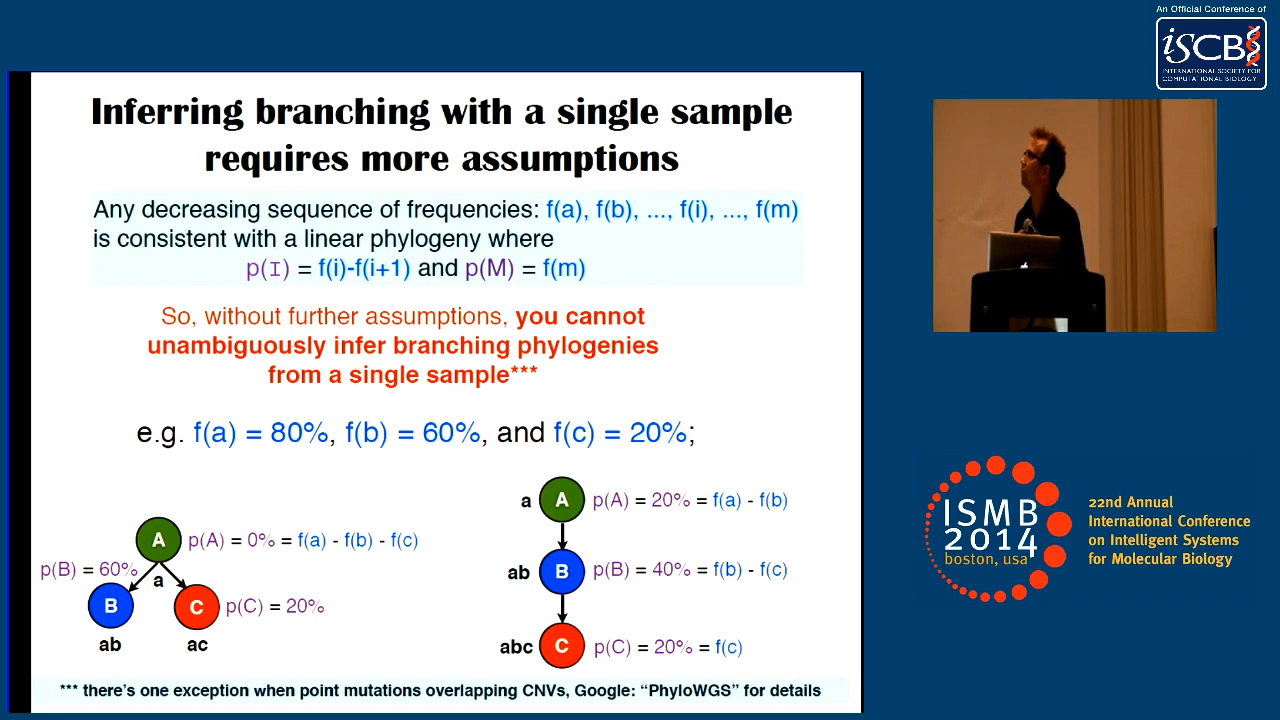 An Official Conference of
iSCB
INTERNATIONAL SOCIETY FOR
COMPUTATIONAL BIOLOGY
Inferring branching with a single sample
requires more assumptions
Any decreasing sequence of frequencies: f(a), f(b), ..., f(i), ..., f(m)
is consistent with a linear phylogeny where
p(I) = f(i)-f(i+1) and p(M) = f(m)
So, without further assumptions, you cannot
unambiguously infer branching phylogenies
from a single sample***
e.g. f(a) = 80%, f(b) = 60%, and f(c) = 20%;
A
p(A) = 0% = f(a) - f(b) - f(c)
p(B) = 60%
a
B
C
p(C) = 20%
ab
ac
a
A
p(A) = 20% = f(a) - f(b)
ab
B
p(B) = 40% = f(b) - f(c)
abc
C
p(C) = 20% = f(c)
*** there's one exception when point mutations overlapping CNVs, Google: “PhyloWGS” for details
ISMB
2014
boston, usa
22nd Annual
International Conference
on Intelligent Systems
for Molecular Biology